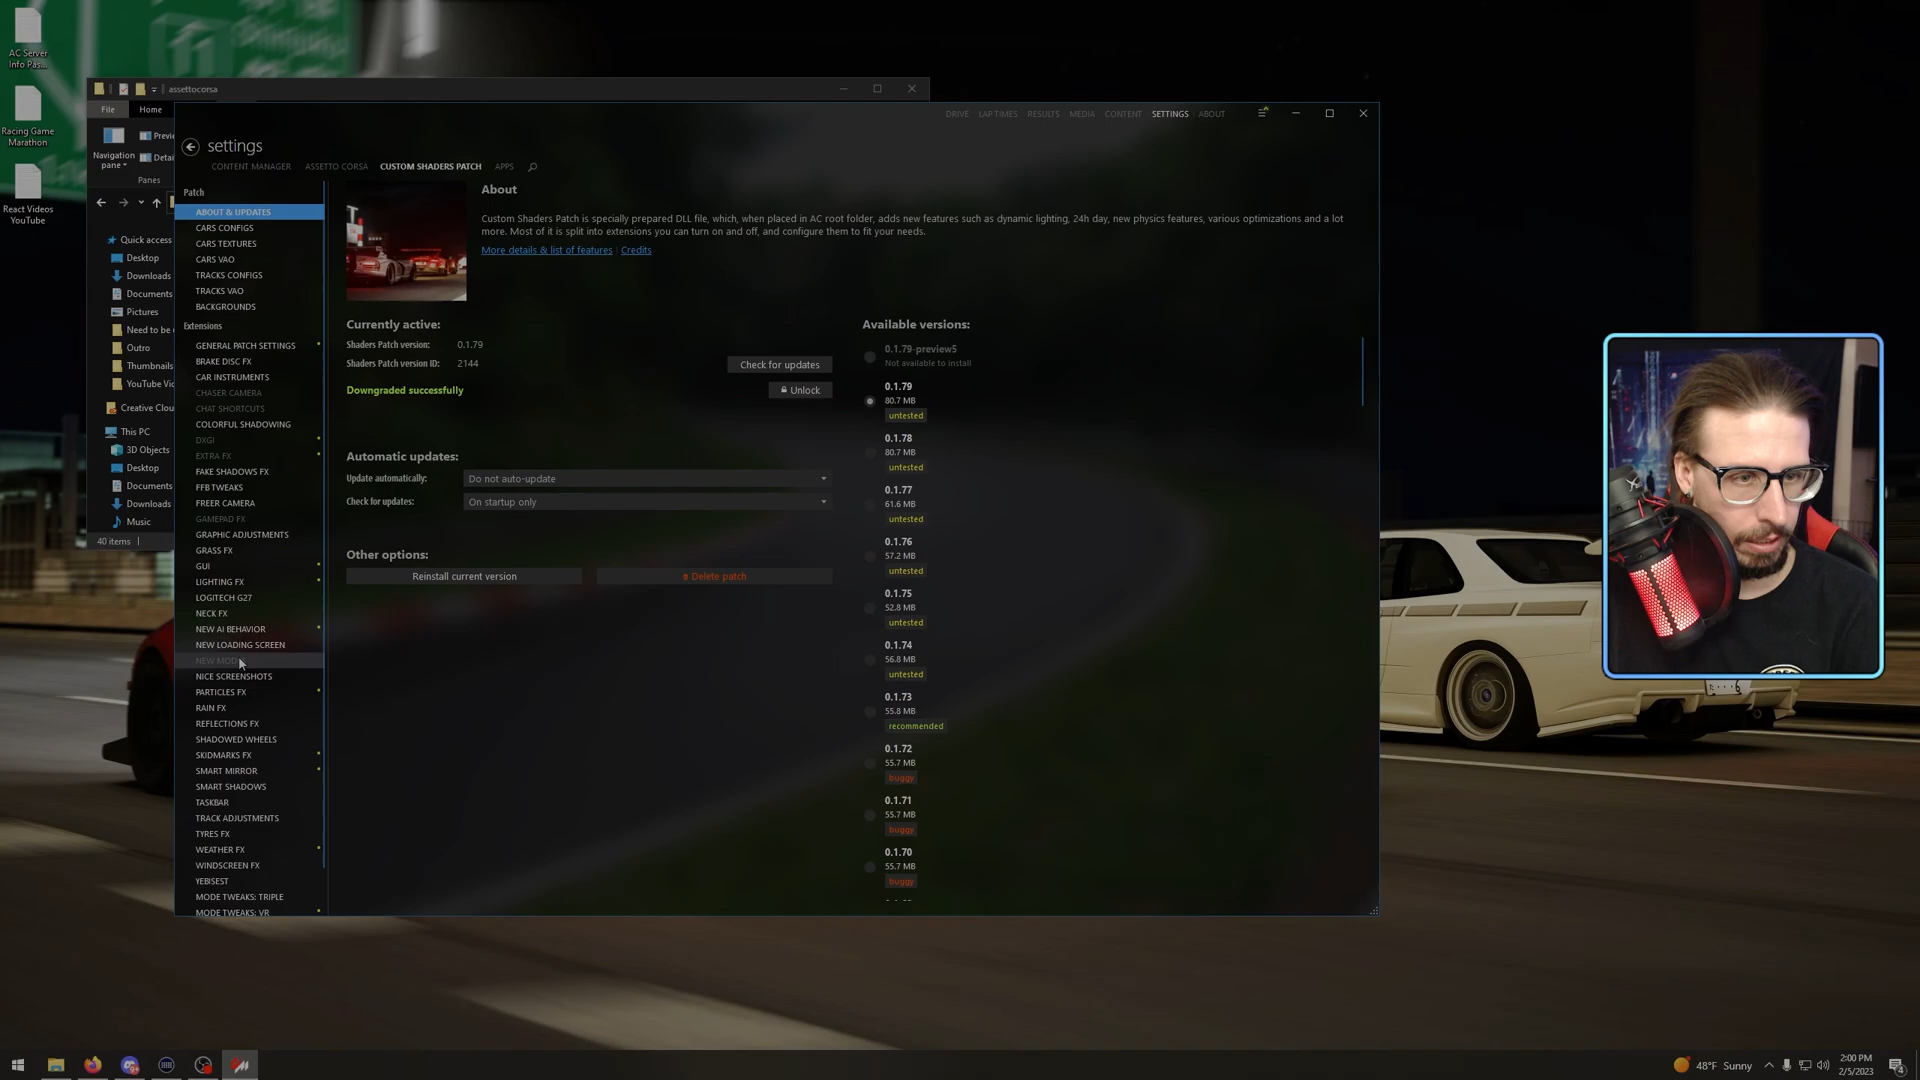 AC Server
Info Pas...
Racing Game
Marathon
React Videos
YouTube
assettocorsa
File
Home
Navigation
pane
Panes
Quick access
Desktop
Downloads
Documents
Pictures
Outro
This PC
3D Objects
Desktop
Documents
Downloads
Music
40 items
DRIVE
LAP TIMES
RESULTS
MEDIA
CONTENT
SETTINGS
ABOUT
settings
CONTENT MANAGER
ASSETTO CORSA
CUSTOM SHADERS PATCH
APPS
Patch
ABOUT & UPDATES
CARS CONFIGS
CARS TEXTURES
CARS VAO
TRACKS CONFIGS
TRACKS VAO
BACKGROUNDS
Extensions
GENERAL PATCH SETTINGS
BRAKE DISC FX
CAR INSTRUMENTS
CHASER CAMERA
CHAT SHORTCUTS
COLORFUL SHADOWING
DXGI
EXTRA FX
FAKE SHADOWS FX
FFB TWEAKS
FREER CAMERA
GAMEPAD FX
GRAPHIC ADJUSTMENTS
GRASS FX
GUI
LIGHTING FX
LOGITECH G27
NECK FX
NEW AI BEHAVIOR
NEW LOADING SCREEN
NEW
NICE SCREENSHOTS
PARTICLES FX
RAIN FX
REFLECTIONS FX
SHADOWED WHEELS
SKIDMARKS FX
SMART MIRROR
SMART SHADOWS
TASKBAR
TRACK ADJUSTMENTS
TYRES FX
WEATHER FX
WINDSCREEN FX
YEBISEST
MODE TWEAKS: TRIPLE
MODE TWEAKS: VR
About
Custom Shaders Patch is specially prepared DLL file, which, when placed in AC root folder, adds new features such as dynamic lighting, 24h day, new physics features, various optimizations and a lot
more. Most of it is split into extensions you can turn on and off, and configure them to fit your needs.
More details & list of features | Credits
Currently active:
Shaders Patch version: 0.1.79
Shaders Patch version ID: 2144
Downgraded successfully
Check for updates
Unlock
Automatic updates:
Update automatically: Do not auto-update
Check for updates: On startup only
Other options:
Reinstall current version
Delete patch
Available versions:
0.1.79-preview5
Not available to install
0.1.79
80.7 MB
untested
0.1.78
80.7 MB
untested
0.1.77
61.6 MB
untested
0.1.76
57.2 MB
untested
0.1.75
52.8 MB
untested
0.1.74
56.8 MB
untested
0.1.73
55.8 MB
recommended
0.1.72
55.7 MB
buggy
0.1.71
55.7 MB
buggy
0.1.70
55.7 MB
buggy
48°F Sunny
2:00 PM
2/5/2023
4